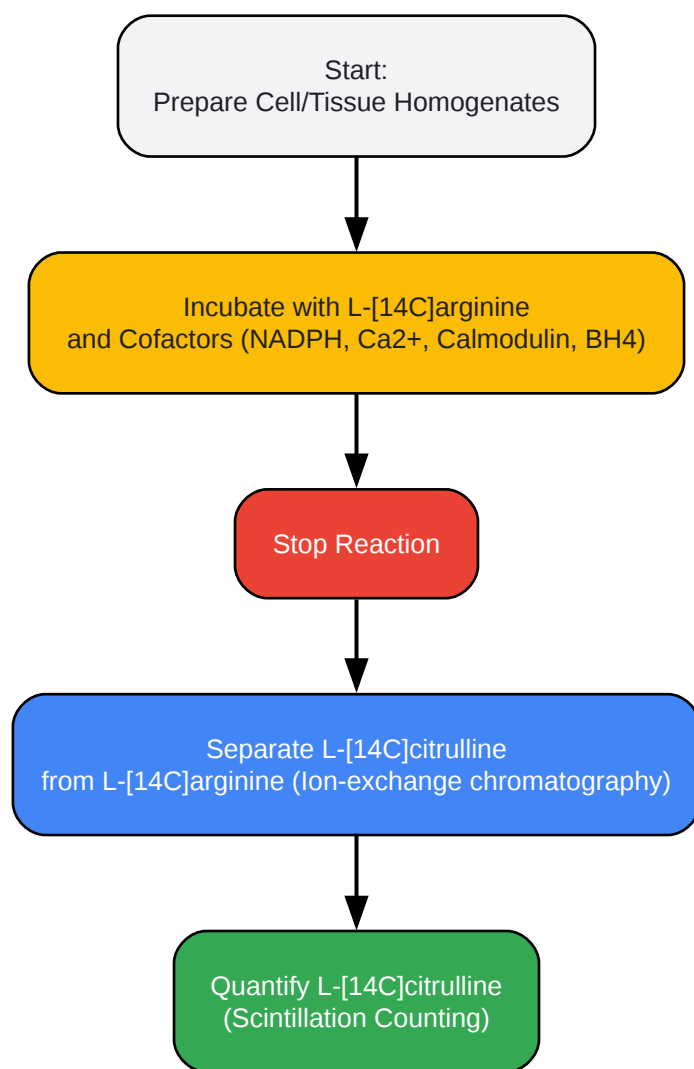 Start:
Prepare Cell/Tissue Homogenates
Incubate with L-[14C]arginine
and Cofactors (NADPH, Ca2+, Calmodulin, BH4)
Stop Reaction
Separate L-[14C]citrulline
from L-[14C]arginine (Ion-exchange chromatography)
Quantify L-[14C]citrulline
(Scintillation Counting)